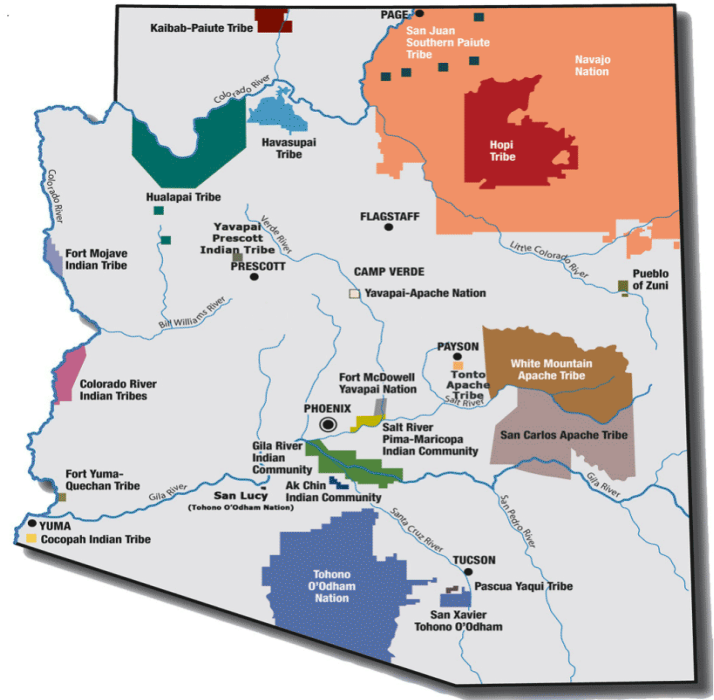 Kaibab-Paiute Tribe
PAGE
San Juan
Southern Paiute
Tribe
Navajo
Nation
Colorado River
Havasupai
Tribe
Hopi
Tribe
Colorado River
Hualapai Tribe
Yavapai
Prescott
Indian Tribe
PRESCOTT
Verde River
FLAGSTAFF
Little Colorado River
Fort Mojave
Indian Tribe
CAMP VERDE
Yavapai-Apache Nation
Pueblo
of Zuni
Bill Williams River
PAYSON
Tonto
Apache
Tribe
White Mountain
Apache Tribe
Colorado River
Indian Tribes
Fort McDowell
Yavapai Nation
Salt River
PHOENIX
Salt River
Pima-Maricopa
Indian Community
San Carlos Apache Tribe
Gila River
Indian
Community
Fort Yuma-
Quechan Tribe
Gila River
San Lucy
(Tohono O'Odham Nation)
Ak Chin
Indian Community
Gila River
YUMA
Cocopah Indian Tribe
Santa Cruz River
San Pedro River
TUCSON
Tohono
O'Odham
Nation
Pascua Yaqui Tribe
San Xavier
Tohono O'Odham